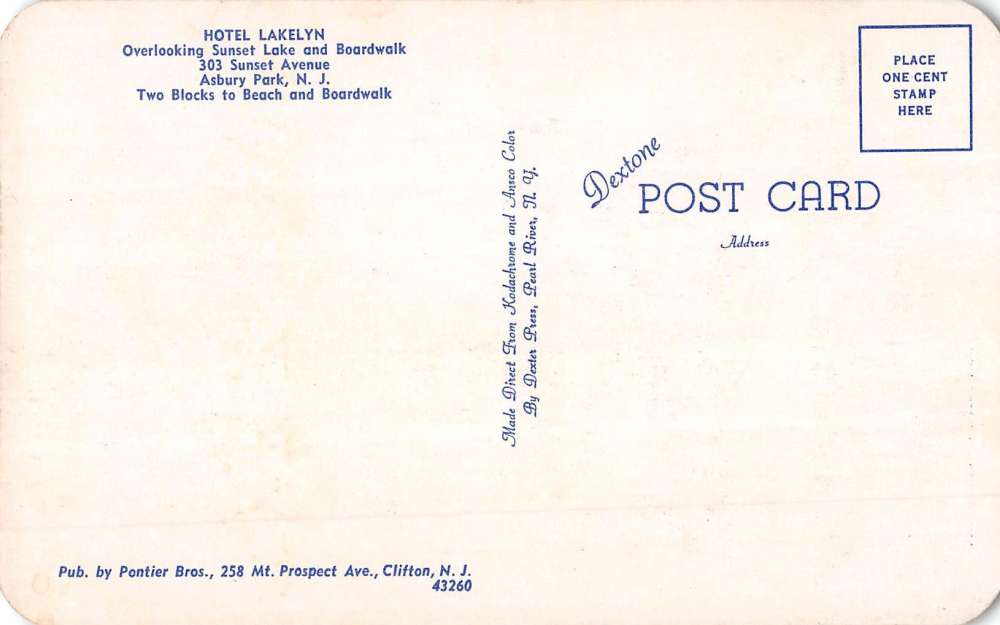 HOTEL LAKELYN
Overlooking Sunset Lake and Boardwalk
303 Sunset Avenue
Asbury Park, N. J.
Two Blocks to Beach and Boardwalk
PLACE
ONE CENT
STAMP
HERE
Dextone
POST CARD
Address
Made Direct From Kodachrome and Ansco Color
By Dexter Press, Pearl River, N. Y.
Pub. by Pontier Bros., 258 Mt. Prospect Ave., Clifton, N. J.
43260